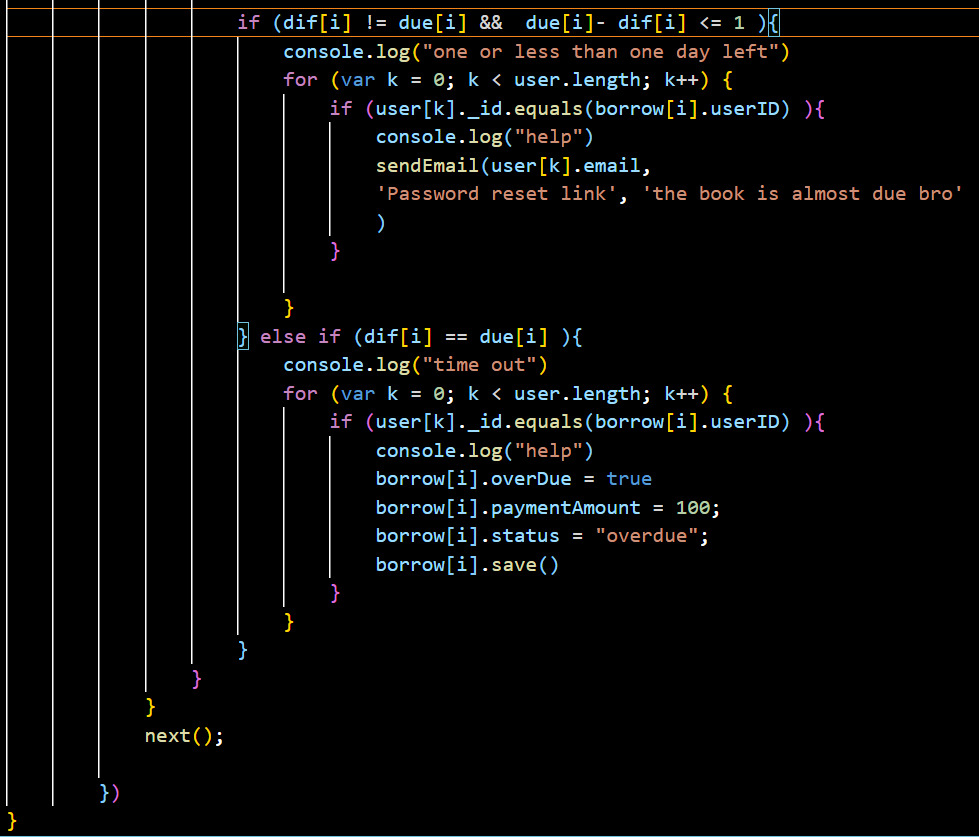 if (dif[i] != due[i] &&  due[i]- dif[i] <= 1 ){
console.log("one or less than one day left")
for (var k = 0; k < user.length; k++) {
if (user[k]._id.equals(borrow[i].userID) ){
console.log("help")
sendEmail(user[k].email,
'Password reset link', 'the book is almost due bro'
)
}
}
} else if (dif[i] == due[i] ){
console.log("time out")
for (var k = 0; k < user.length; k++) {
if (user[k]._id.equals(borrow[i].userID) ){
console.log("help")
borrow[i].overDue = true
borrow[i].paymentAmount = 100;
borrow[i].status = "overdue";
borrow[i].save()
}
}
}
}
}
next();
})
}